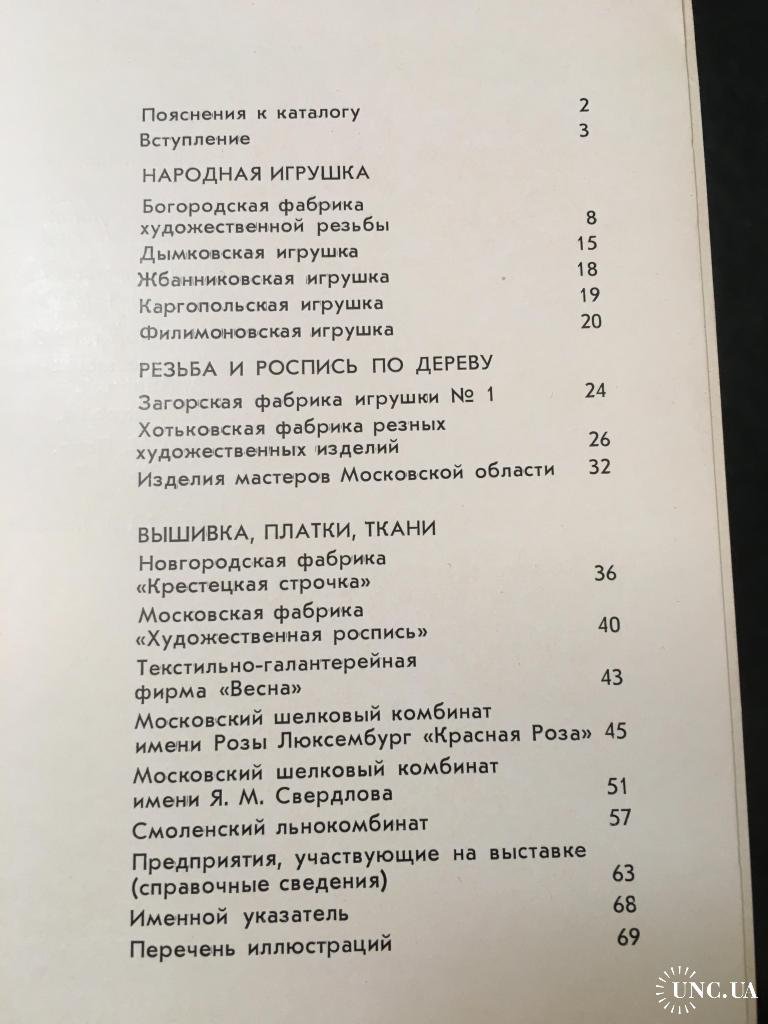 Пояснения к каталогу 2
Вступление 3
НАРОДНАЯ ИГРУШКА
Богородская фабрика
художественной резьбы 8
Дымковская игрушка 15
Жбанниковская игрушка 18
Каргопольская игрушка 19
Филимоновская игрушка 20
РЕЗЬБА И РОСПИСЬ ПО ДЕРЕВУ
Загорская фабрика игрушки № 1 24
Хотьковская фабрика резных
художественных изделий 26
Изделия мастеров Московской области 32
ВЫШИВКА, ПЛАТКИ, ТКАНИ
Новгородская фабрика
«Крестецкая строчка» 36
Московская фабрика
«Художественная роспись» 40
Текстильно-галантерейная
фирма «Весна» 43
Московский шелковый комбинат
имени Розы Люксембург «Красная Роза» 45
Московский шелковый комбинат
имени Я. М. Свердлова 51
Смоленский льнокомбинат 57
Предприятия, участвующие на выставке
(справочные сведения) 63
Именной указатель 68
Перечень иллюстраций 69
UNC.UA